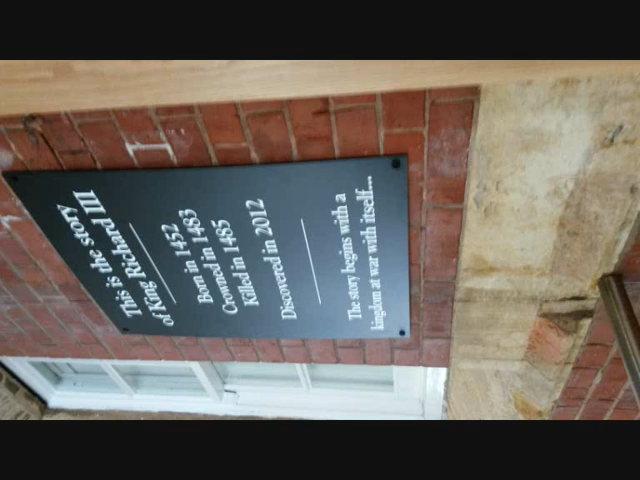 This is the story
of King Richard III
Born in 1452
Crowned in 1483
Killed in 1485
Discovered in 2012
The story begins with a
kingdom at war with itself...